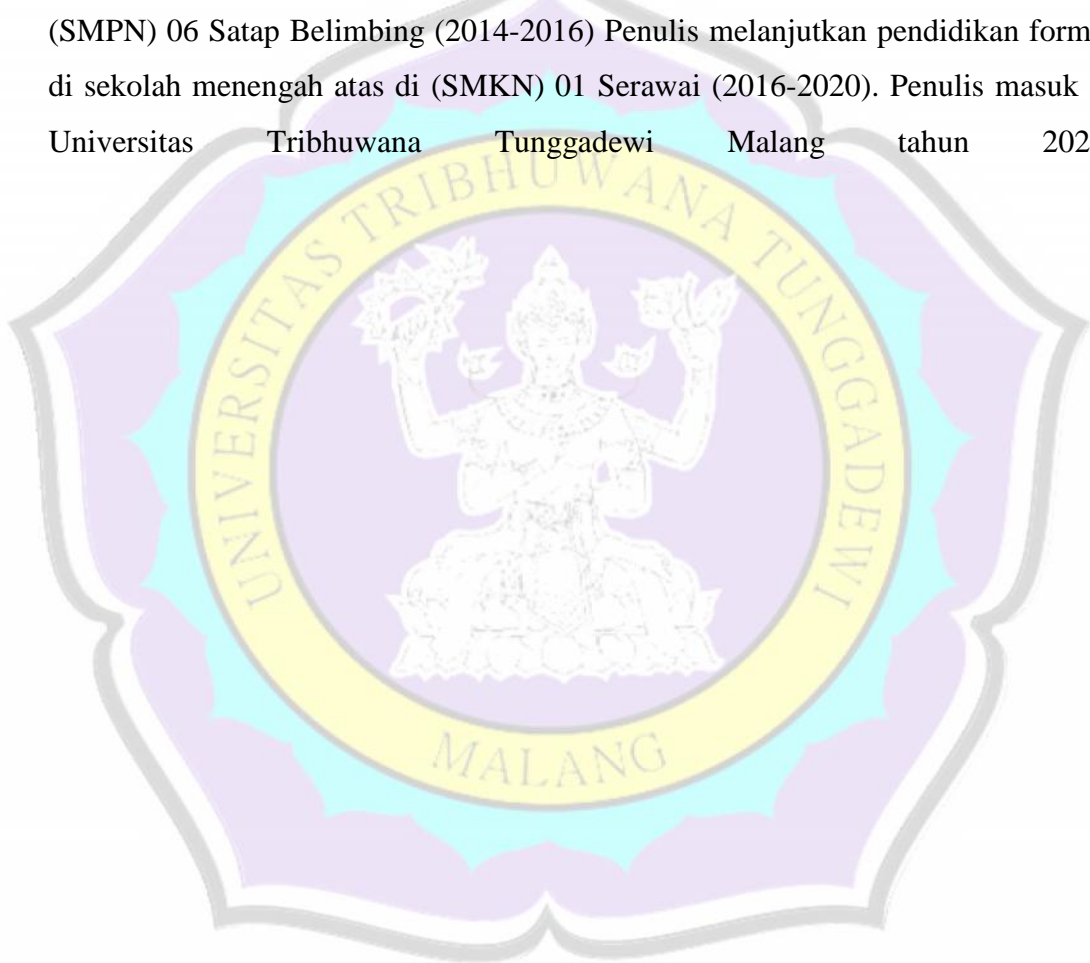 (SMPN) 06 Satap Belimbing (2014-2016) Penulis melanjutkan pendidikan form
di sekolah menengah atas di (SMKN) 01 Serawai (2016-2020). Penulis masuk
Universitas Tribhuwana Tunggadewi Malang tahun 202
UNIVERSITAS TRIBHUWANA TUNGGADEWI
MALANG